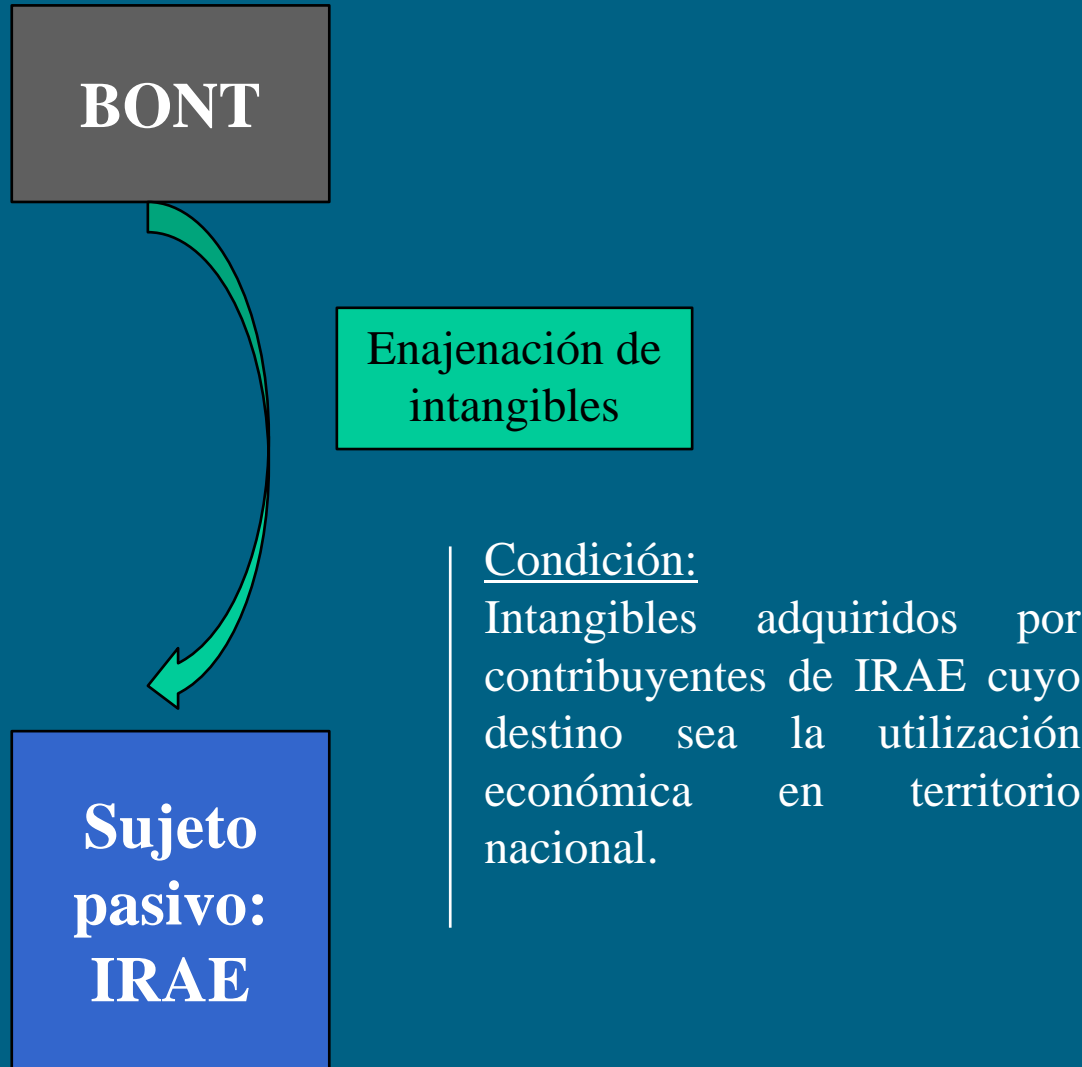 BONT
Enajenación de
intangibles
Condición:
Intangibles adquiridos por
contribuyentes de IRAE cuyo
destino sea la utilización
económica en territorio
nacional.
Sujeto
pasivo:
IRAE